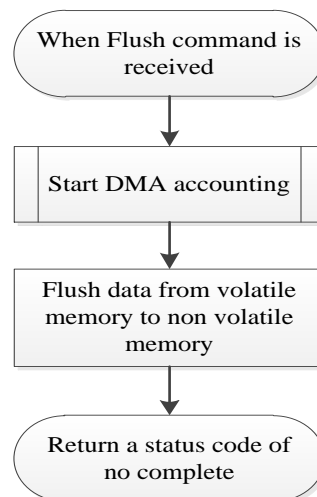 When Flush command is
received
Start DMA accounting
Flush data from volatile
memory to non volatile
memory
Return a status code of
no complete